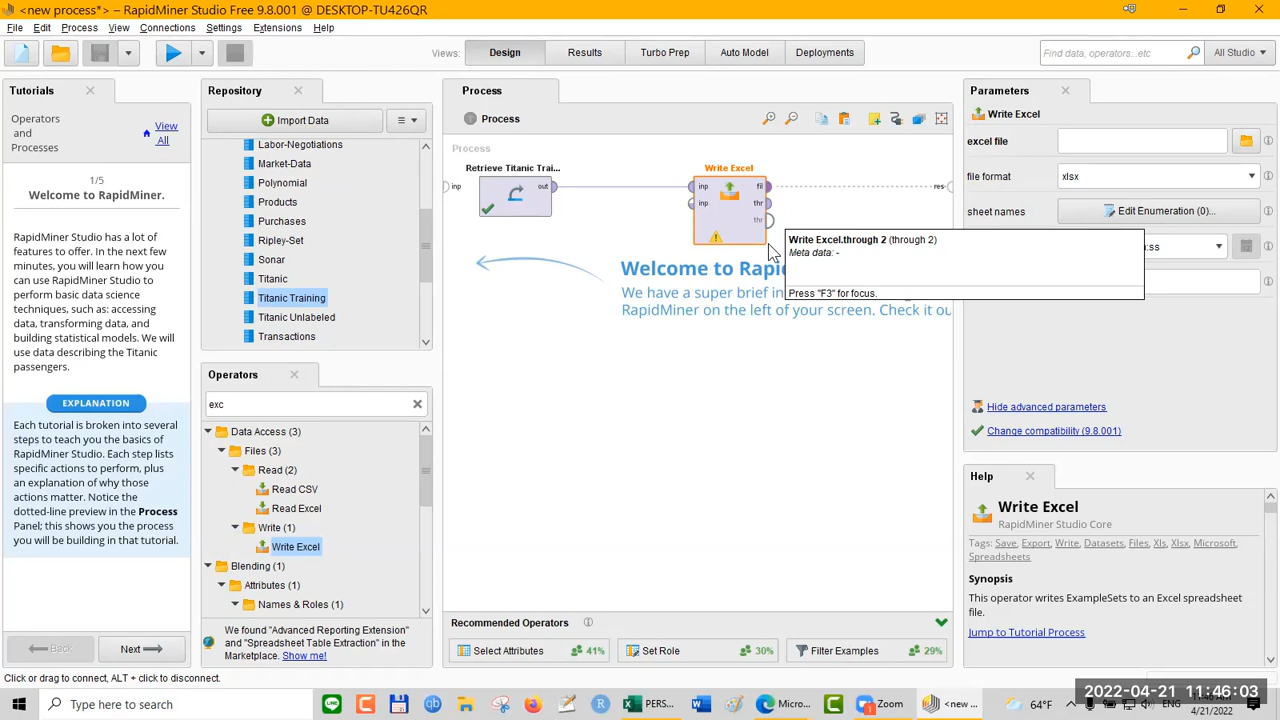 <new process*> – RapidMiner Studio Free 9.8.001 @ DESKTOP-TU426QR
File Edit Process View Connections Settings Extensions Help
Views: Design Results Turbo Prep Auto Model Deployments
Find data, operators...etc
All Studio
Tutorials
Operators and Processes
View All
1/5
Welcome to RapidMiner.
RapidMiner Studio has a lot of
features to offer. In the next few
minutes, you will learn how you
can use RapidMiner Studio to
perform basic data science
techniques, such as: accessing
data, transforming data, and
building statistical models. We will
use data describing the Titanic
passengers.
EXPLANATION
Each tutorial is broken into several
steps to teach you the basics of
RapidMiner Studio. Each step lists
specific actions to perform, plus
an explanation of why those
actions matter. Notice the
dotted-line preview in the Process
Panel; this shows you the process
you will be building in that tutorial.
Back
Next
Repository
Import Data
Labor-Negotiations
Market-Data
Polynomial
Products
Purchases
Ripley-Set
Sonar
Titanic
Titanic Training
Titanic Unlabeled
Transactions
Operators
exc
Data Access (3)
Files (3)
Read (2)
Read CSV
Read Excel
Write (1)
Write Excel
Blending (1)
Attributes (1)
Names & Roles (1)
We found "Advanced Reporting Extension"
and "Spreadsheet Table Extraction" in the
Marketplace. Show me!
Process
Process
Process
Retrieve Titanic Trai...
inp
out
Write Excel
inp fil
inp thr
thr
res
Write Excel.through 2 (through 2)
Meta data: -
Press "F3" for focus.
Welcome to Rap
We have a super brief in
RapidMiner on the left of your screen. Check it ou
Recommended Operators
Select Attributes 41%
Set Role 30%
Filter Examples 29%
Parameters
Write Excel
excel file
file format
xlsx
sheet names
Edit Enumeration (0)...
:ss
Hide advanced parameters
Change compatibility (9.8.001)
Help
Write Excel
RapidMiner Studio Core
Tags: Save, Export, Write, Datasets, Files, Xls, Xlsx, Microsoft,
Spreadsheets
Synopsis
This operator writes ExampleSets to an Excel spreadsheet
file.
Jump to Tutorial Process
Click or drag to connect, ALT + click to disconnect.
2022-04-21 11:46:03
Type here to search
PERS...
Micro...
Zoom
<new ...
64°F
ENG
4/21/2022